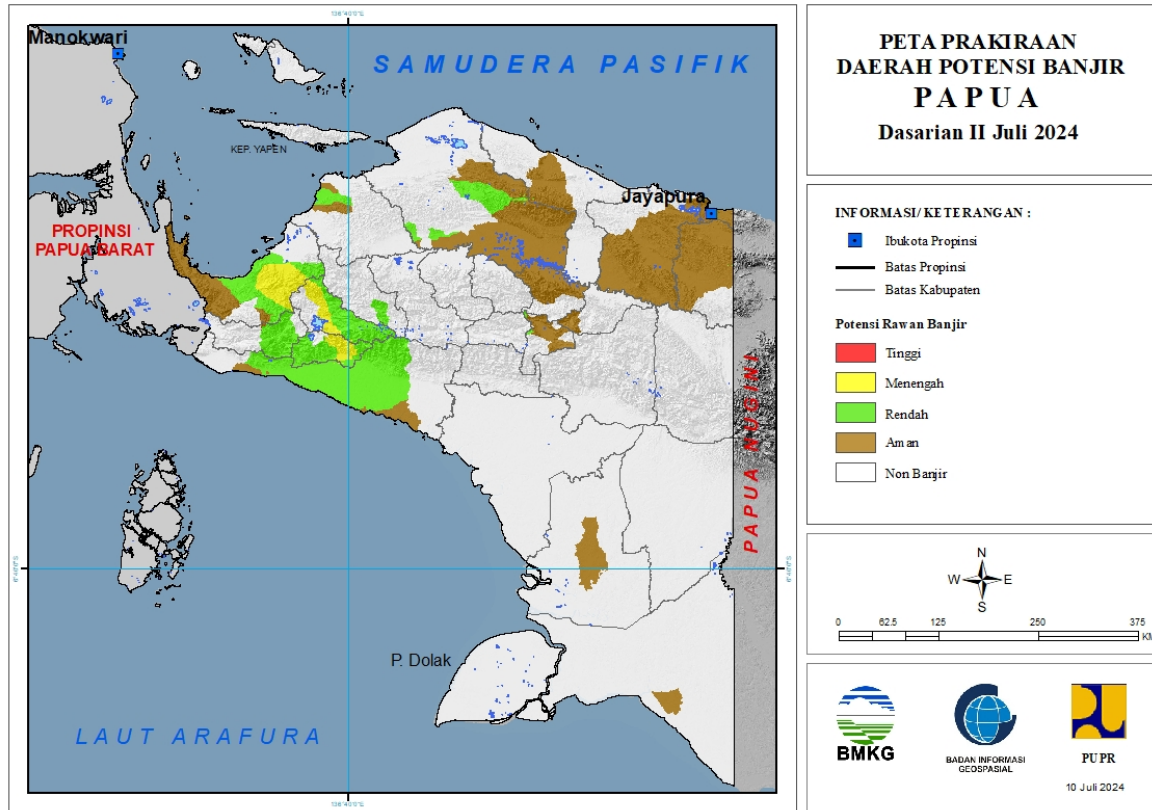 Manokwari
SAMUDERA PASIFIK
KEP. YAPEN
Jayapura
PROPINSI
PAPUA BARAT
PAPUA NUGINI
P. Dolak
LAUT ARAFURA
PETA PRAKIRAAN
DAERAH POTENSI BANJIR
PAPUA
Dasarian II Juli 2024
INFORMASI/ KETERANGAN :
Ibukota Propinsi
Batas Propinsi
Batas Kabupaten
Potensi Rawan Banjir
Tinggi
Menengah
Rendah
Aman
Non Banjir
N
W E
S
0 62.5 125 250 375
KM
BMKG
BADAN INFORMASI
GEOSPASIAL
PUPR
10 Juli 2024